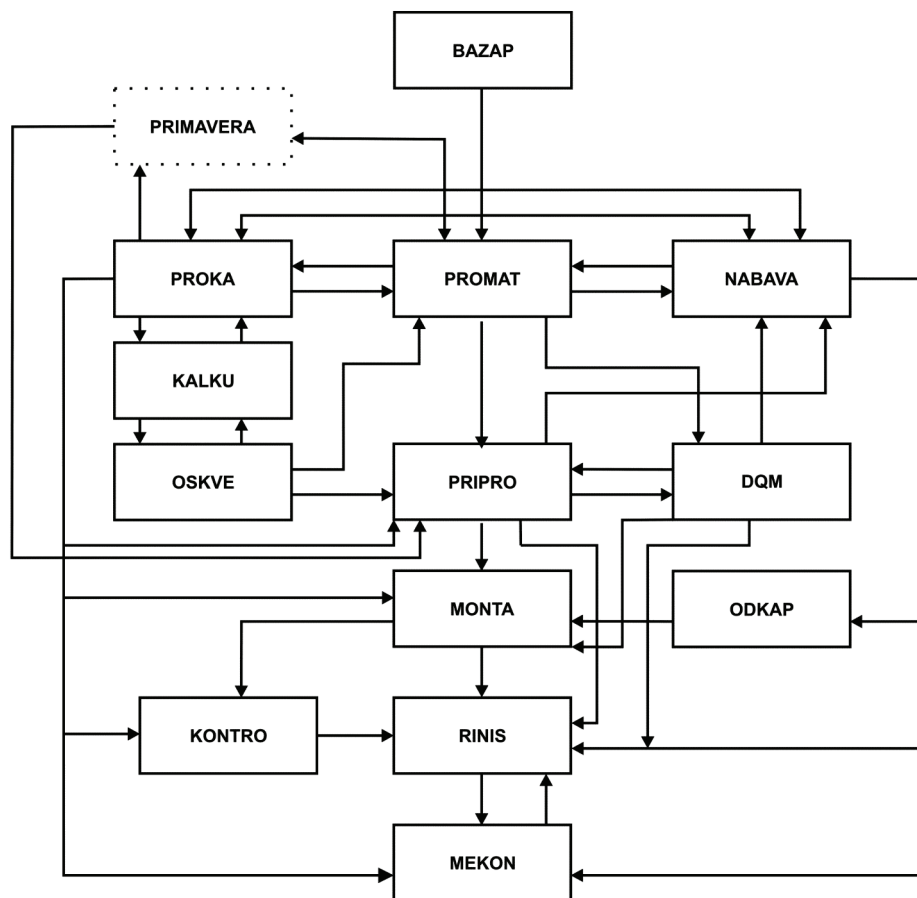 BAZAP
PRIMAVERA
PROKA
PROMAT
NABAVA
KALKU
OSKVE
PRIPRO
DQM
MONTA
ODKAP
KONTRO
RINIS
MEKON